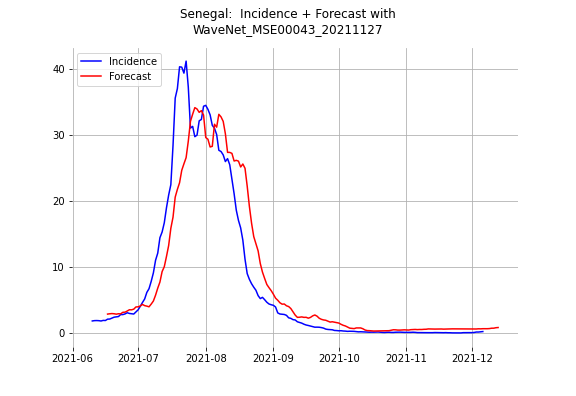 Senegal:  Incidence + Forecast with
WaveNet_MSE00043_20211127
Incidence
Forecast
40
30
20
10
0
2021-06 2021-07 2021-08 2021-09 2021-10 2021-11 2021-12